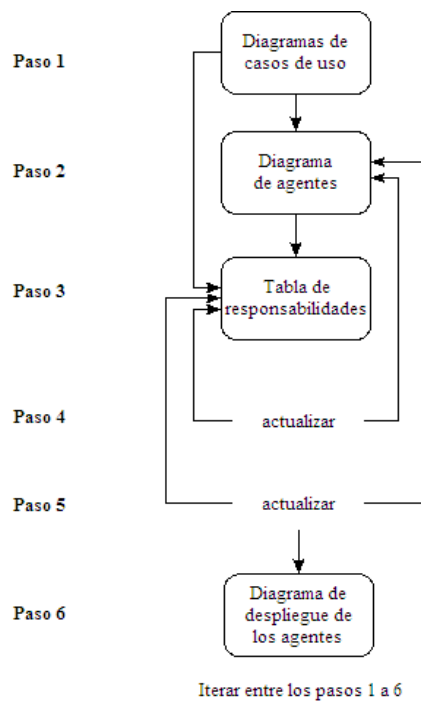 Paso 1
Diagramas de
casos de uso
Paso 2
Diagrama
de agentes
Paso 3
Tabla de
responsabilidades
Paso 4
actualizar
Paso 5
actualizar
Paso 6
Diagrama de
despliegue de
los agentes
Iterar entre los pasos 1 a 6